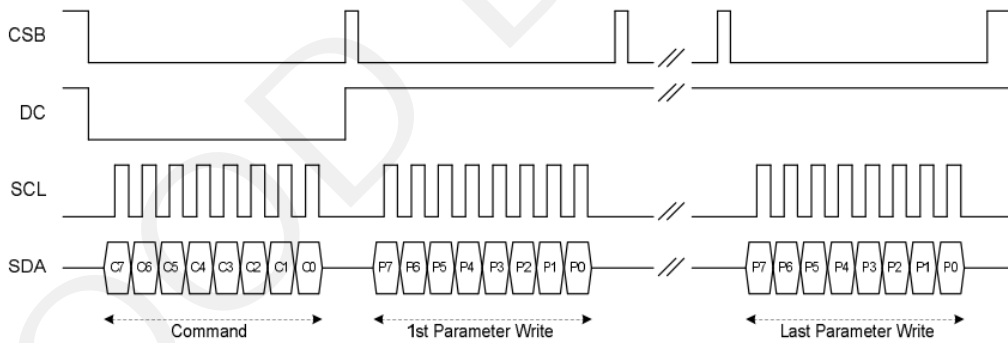 CSB
DC
SCL
SDA C7 C6 C5 C4 C3 C2 C1 C0 P7 P6 P5 P4 P3 P2 P1 P0 P7 P6 P5 P4 P3 P2 P1 P0
Command 1st Parameter Write Last Parameter Write